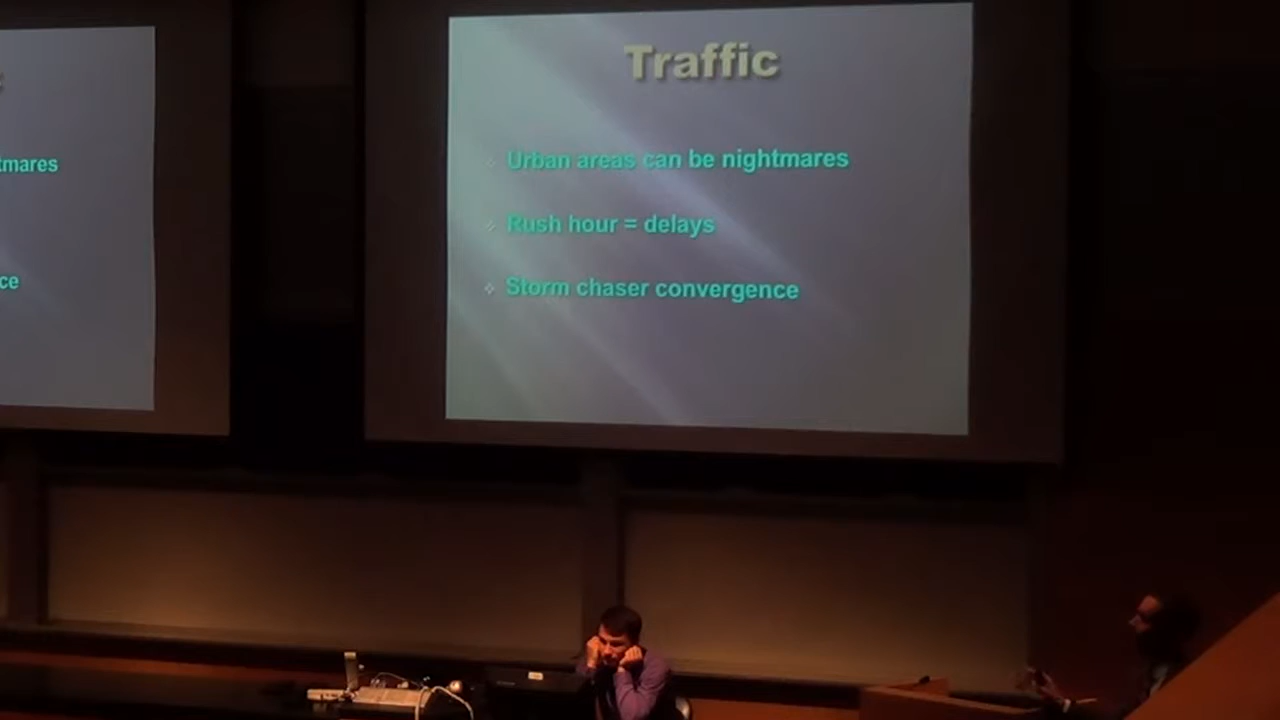 Traffic
Urban areas can be nightmares
Rush hour = delays
Storm chaser convergence
tmares
ce